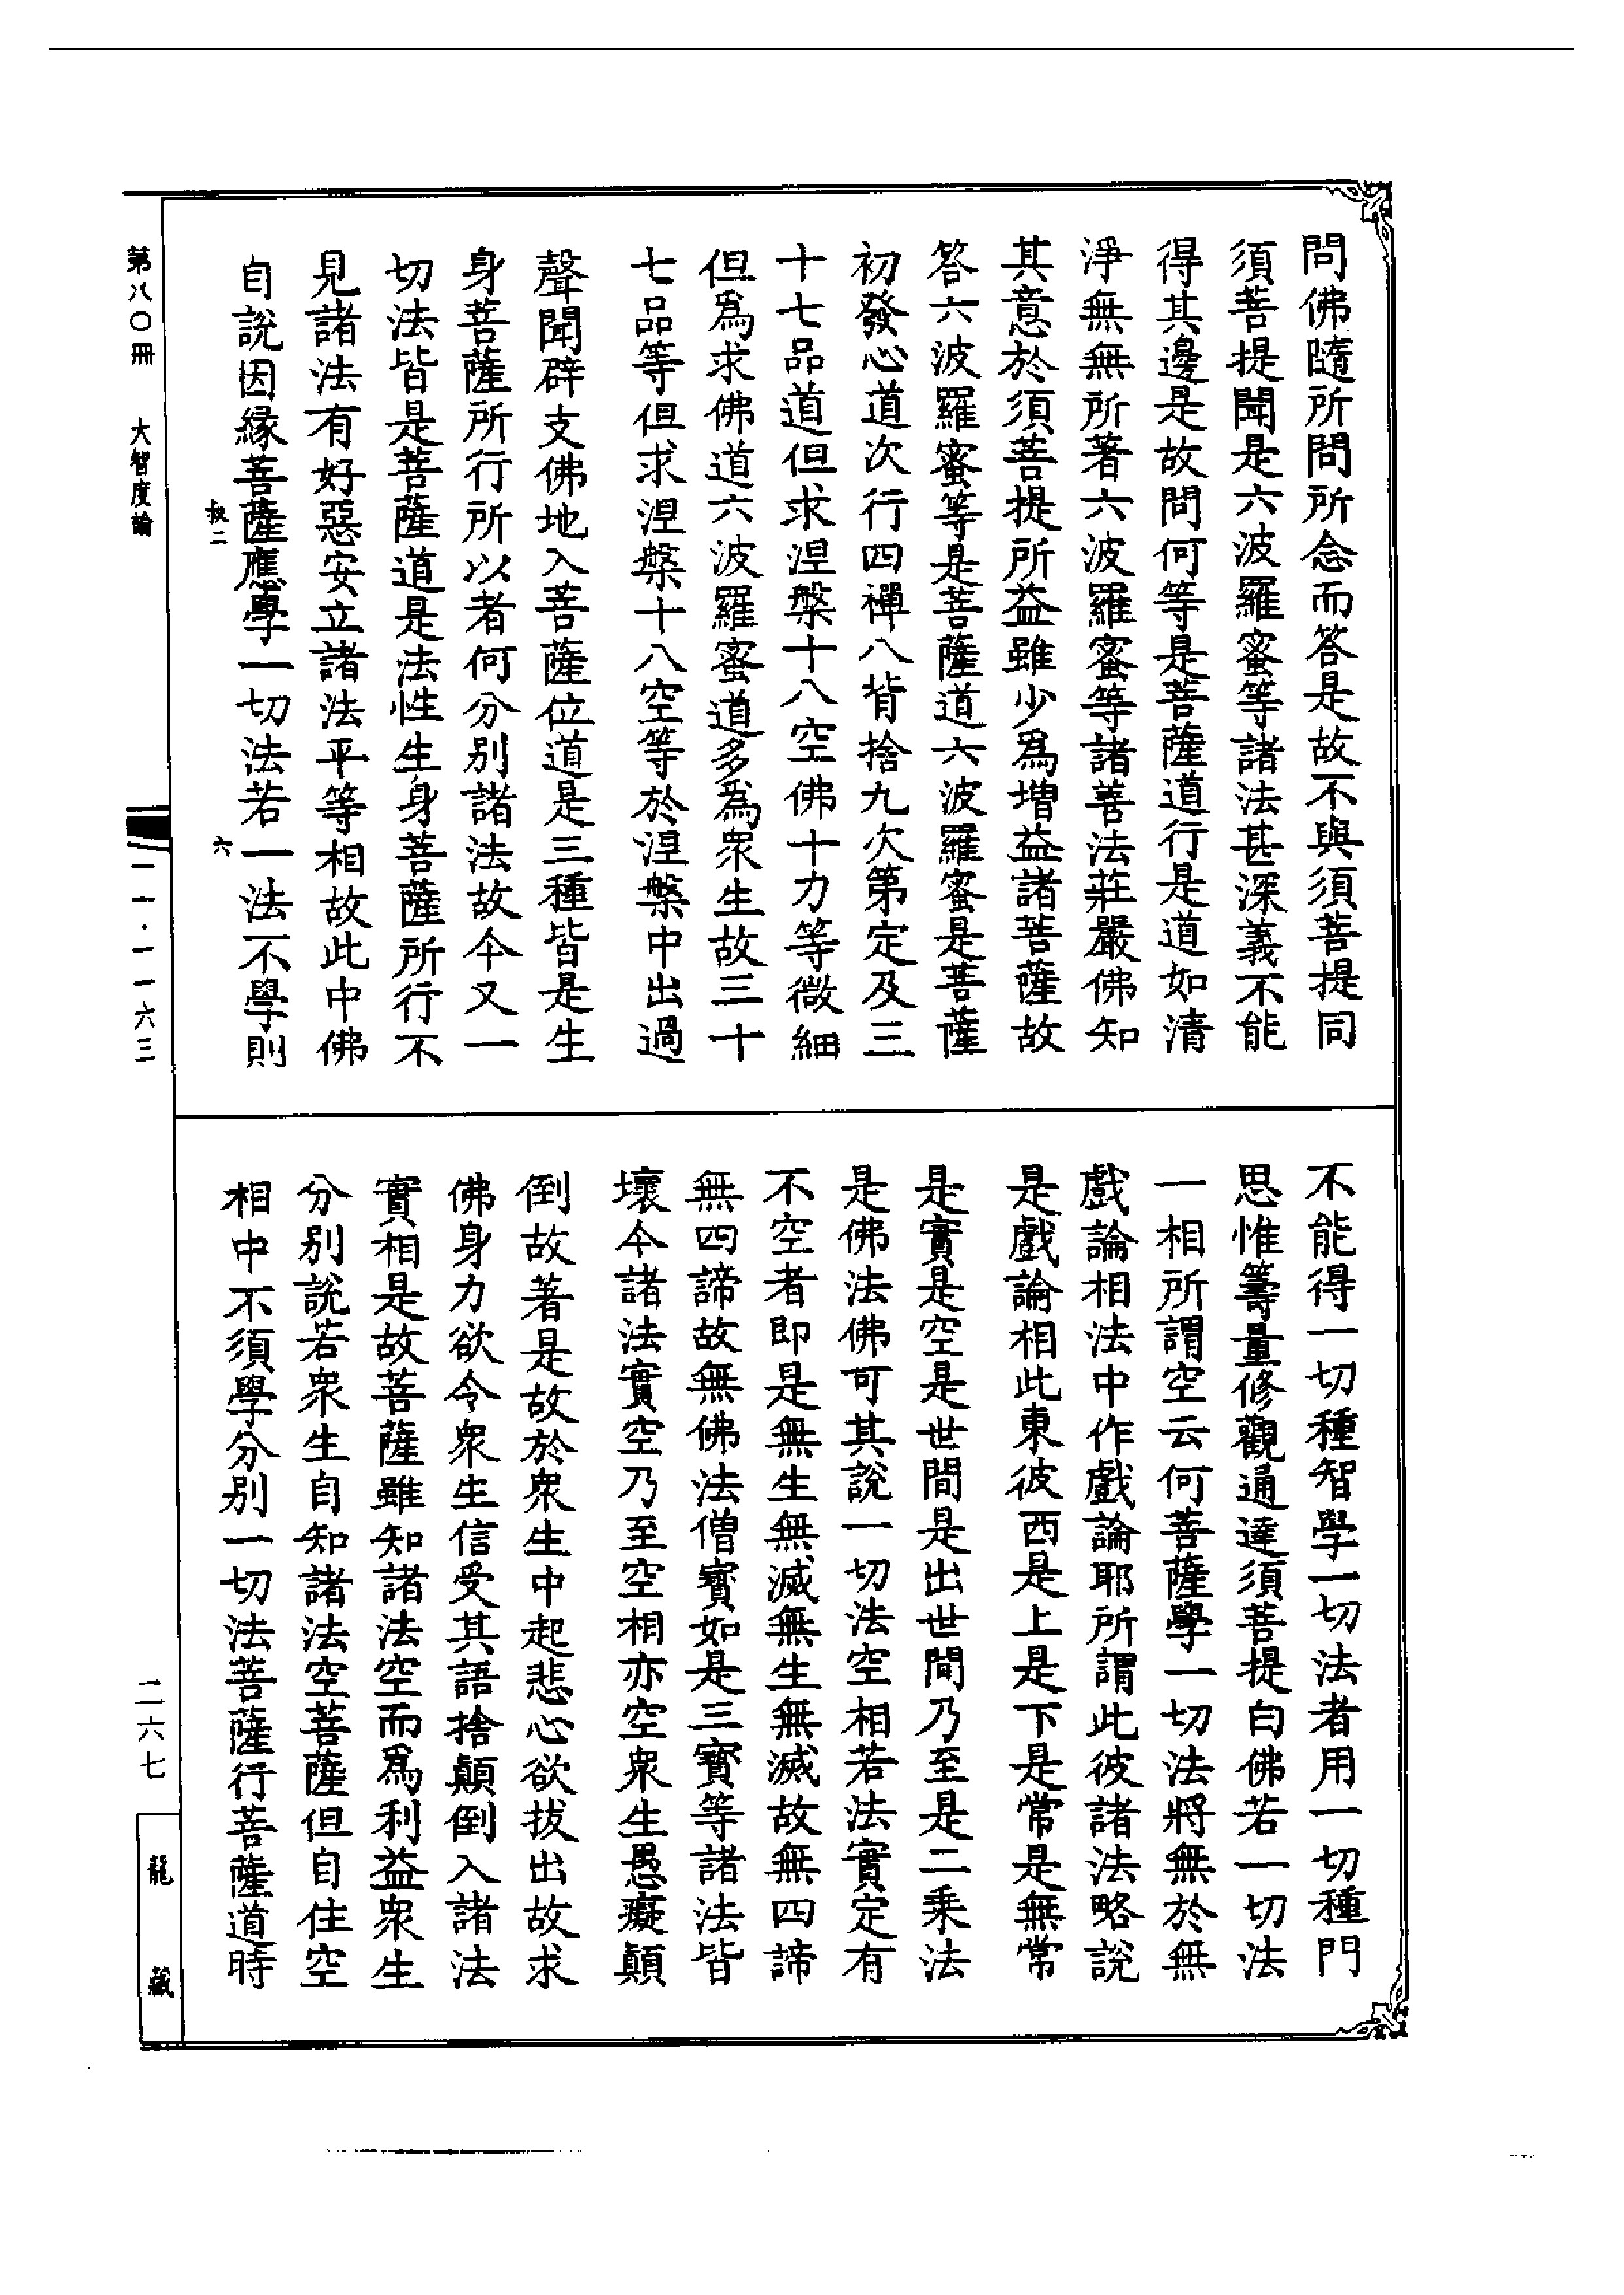 問佛隨所問所念而答是故不與須菩提同
須菩提聞是六波羅蜜等諸法甚深義不能
得其邊是故問何等是菩薩道行是道如清
淨無無所著六波羅蜜等諸善法莊嚴佛知
其意於須菩提所益雖少爲增益諸菩薩故
答六波羅蜜等是菩薩道六波羅蜜是菩薩
初發心道次行四禪八背捨九次第定及三
十七品道但求涅槃十八空佛十力等微細
但爲求佛道六波羅蜜道多爲衆生故三十
七品等但求涅槃十八空等於涅槃中出過
聲聞辟支佛地入菩薩位道是三種皆是生
身菩薩所行所以者何分別諸法故今又一
切法皆是菩薩道是法性生身菩薩所行不
見諸法有好惡安立諸法平等相故此中佛
自說因緣菩薩應學一切法若一法不學則
不能得一切種智學一切法者用一切種門
思惟籌量修觀通達須菩提白佛若一切法
一相所謂空云何菩薩學一切法將無於無
戲論相法中作戲論耶所謂此彼諸法略說
是戲論相此東彼西是上是下是常是無常
是實是空是世間是出世間乃至是二乘法
是佛法佛可其說一切法空相若法實定有
不空者即是無生無滅無生無滅故無四諦
無四諦故無佛法僧寳如是三寳等諸法皆
壞今諸法實空乃至空相亦空衆生愚癡顛
倒故著是故於衆生中起悲心欲拔出故求
佛身力欲令衆生信受其語捨顛倒入諸法
實相是故菩薩雖知諸法空而爲利益衆生
分別說若衆生自知諸法空菩薩但自住空
相中不須學分別一切法菩薩行菩薩道時
二
六
第八〇冊 大智度論
一一·一一六三
二六七
龍藏